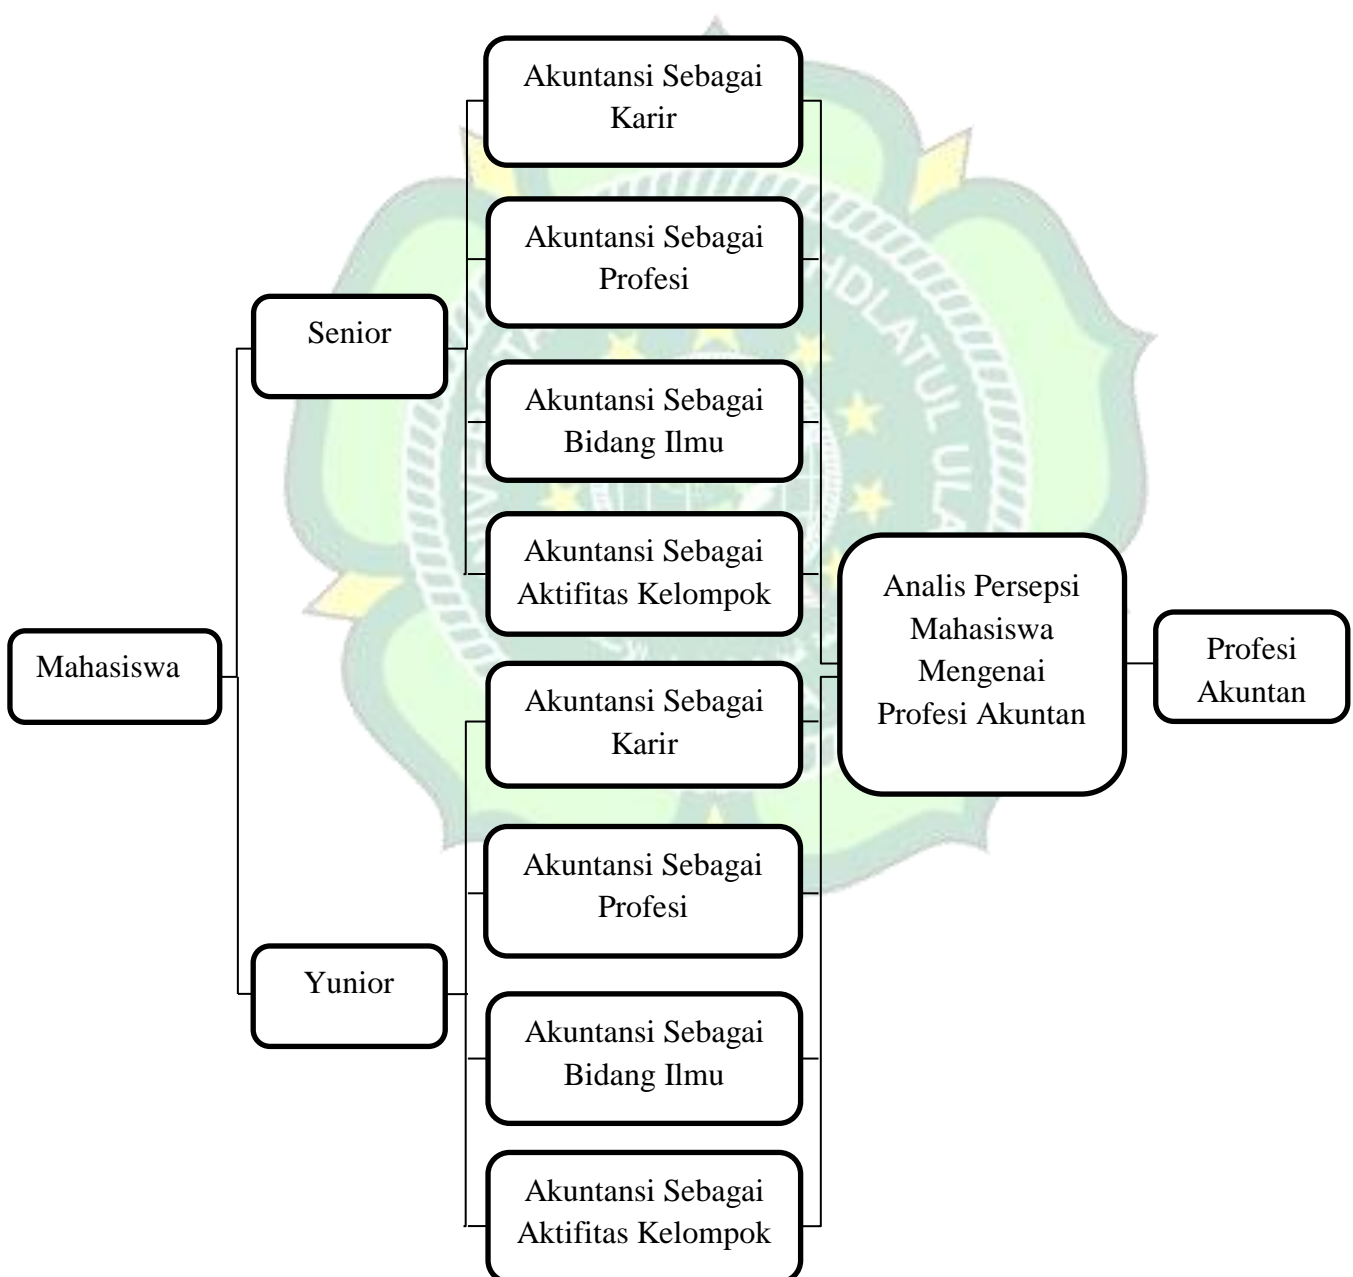 Akuntansi Sebagai
Karir
Akuntansi Sebagai
Profesi
Senior
Akuntansi Sebagai
Bidang Ilmu
Akuntansi Sebagai
Aktifitas Kelompok
Mahasiswa
Akuntansi Sebagai
Karir
Akuntansi Sebagai
Profesi
Yunior
Akuntansi Sebagai
Bidang Ilmu
Akuntansi Sebagai
Aktifitas Kelompok
Analis Persepsi
Mahasiswa
Mengenai
Profesi Akuntan
Profesi
Akuntan
HDLATUL ULA